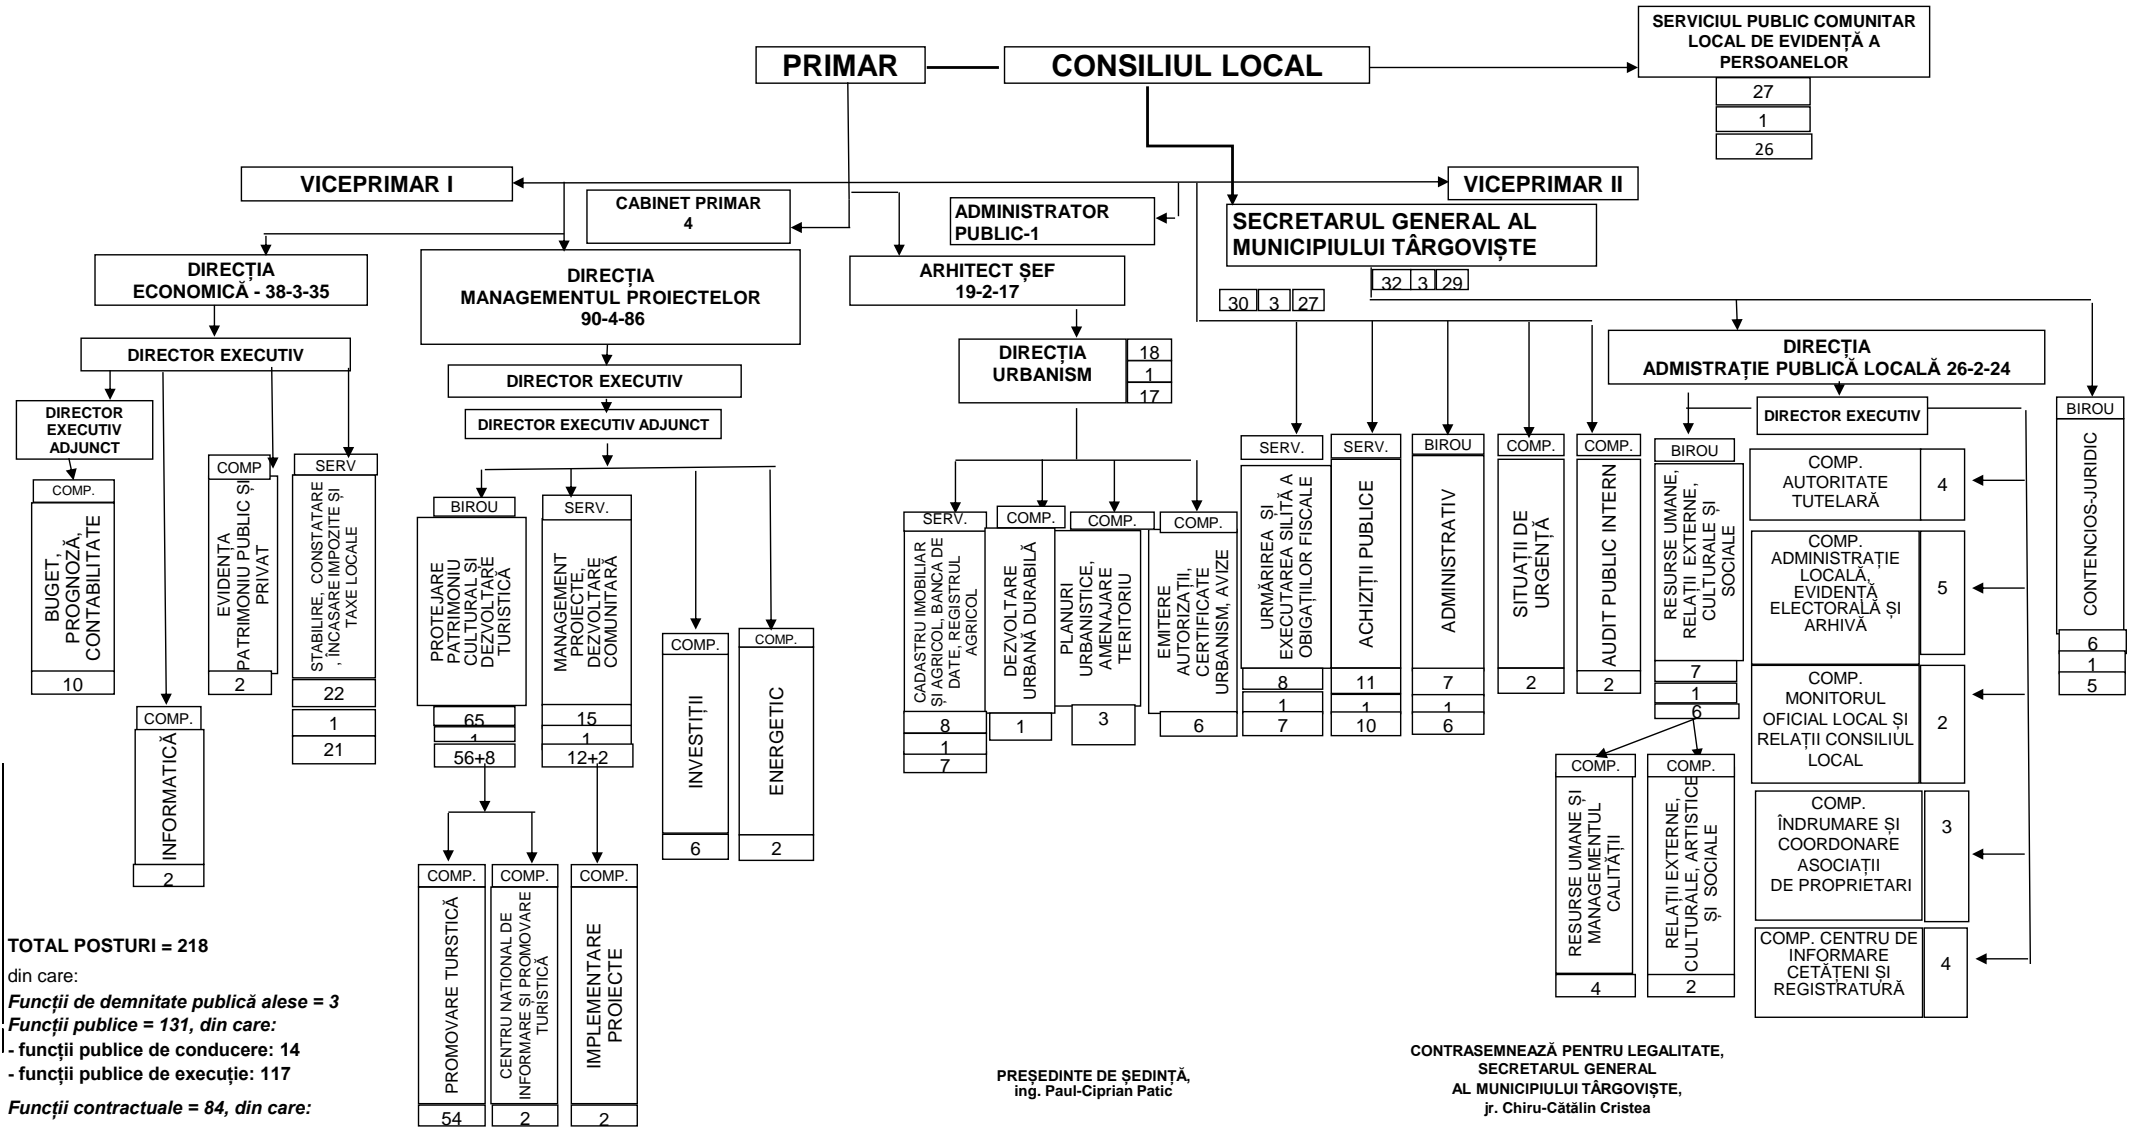 SERVICIUL PUBLIC COMUNITAR
LOCAL DE EVIDENȚĂ A
PERSOANELOR
27
1
26
PRIMAR
CONSILIUL LOCAL
VICEPRIMAR I
VICEPRIMAR II
CABINET PRIMAR
4
ADMINISTRATOR
PUBLIC-1
SECRETARUL GENERAL AL
MUNICIPIULUI TÂRGOVIȘTE
32 3 29
30 3 27
DIRECȚIA
ECONOMICĂ - 38-3-35
DIRECȚIA
MANAGEMENTUL PROIECTELOR
90-4-86
ARHITECT ȘEF
19-2-17
DIRECTOR EXECUTIV
DIRECTOR EXECUTIV
DIRECȚIA
URBANISM
18
1
17
DIRECȚIA
ADMISTRAȚIE PUBLICĂ LOCALĂ 26-2-24
DIRECTOR
EXECUTIV
ADJUNCT
DIRECTOR EXECUTIV ADJUNCT
DIRECTOR EXECUTIV
COMP.
BUGET,
PROGNOZĂ,
CONTABILITATE
10
COMP.
INFORMATICĂ
2
COMP
EVIDENȚA
PATRIMONIU PUBLIC ȘI
PRIVAT
2
SERV
STABILIRE, CONSTATARE
, ÎNCASARE IMPOZITE ȘI
TAXE LOCALE
22
1
21
BIROU
PROTEJARE
PATRIMONIU
CULTURAL ȘI
DEZVOLTARE
TURISTICĂ
65
1
56+8
SERV.
MANAGEMENT
PROIECTE,
DEZVOLTARE
COMUNITARĂ
15
1
12+2
COMP.
INVESTIȚII
6
COMP.
ENERGETIC
2
COMP.
PROMOVARE TURSTICĂ
54
COMP.
CENTRU NATIONAL DE
INFORMARE ȘI PROMOVARE
TURISTICĂ
2
COMP.
IMPLEMENTARE
PROIECTE
2
SERV.
CADASTRU IMOBILIAR
ȘI AGRICOL, BANCA DE
DATE, REGISTRUL
AGRICOL
8
1
7
COMP.
DEZVOLTARE
URBANĂ DURABILĂ
1
COMP.
PLANURI
URBANISTICE,
AMENAJARE
TERITORIU
3
COMP.
EMITERE
AUTORIZAȚII,
CERTIFICATE
URBANISM, AVIZE
6
SERV.
URMĂRIREA ȘI
EXECUTAREA SILITĂ A
OBIGAȚIILOR FISCALE
8
1
7
SERV.
ACHIZIȚII PUBLICE
11
1
10
BIROU
ADMINISTRATIV
7
1
6
COMP.
SITUAȚII DE
URGENȚĂ
2
COMP.
AUDIT PUBLIC INTERN
2
BIROU
RESURSE UMANE,
RELAȚII EXTERNE,
CULTURALE ȘI
SOCIALE
7
1
6
COMP.
RESURSE UMANE ȘI
MANAGEMENTUL
CALITĂȚII
4
COMP.
RELAȚII EXTERNE,
CULTURALE, ARTISTICE
ȘI SOCIALE
2
COMP.
AUTORITATE
TUTELARĂ
4
COMP.
ADMINISTRAȚIE
LOCALĂ,
EVIDENȚĂ
ELECTORALĂ ȘI
ARHIVĂ
5
COMP.
MONITORUL
OFICIAL LOCAL ȘI
RELAȚII CONSILIUL
LOCAL
2
COMP.
ÎNDRUMARE ȘI
COORDONARE
ASOCIAȚII
DE PROPRIETARI
3
COMP. CENTRU DE
INFORMARE
CETĂȚENI ȘI
REGISTRATURĂ
4
BIROU
CONTENCIOS-JURIDIC
6
1
5
TOTAL POSTURI = 218
din care:
Funcții de demnitate publică alese = 3
Funcții publice = 131, din care:
- funcții publice de conducere: 14
- funcții publice de execuție: 117
Funcții contractuale = 84, din care:
PREȘEDINTE DE ȘEDINȚĂ,
ing. Paul-Ciprian Patic
CONTRASEMNEAZĂ PENTRU LEGALITATE,
SECRETARUL GENERAL
AL MUNICIPIULUI TÂRGOVIȘTE,
jr. Chiru-Cătălin Cristea